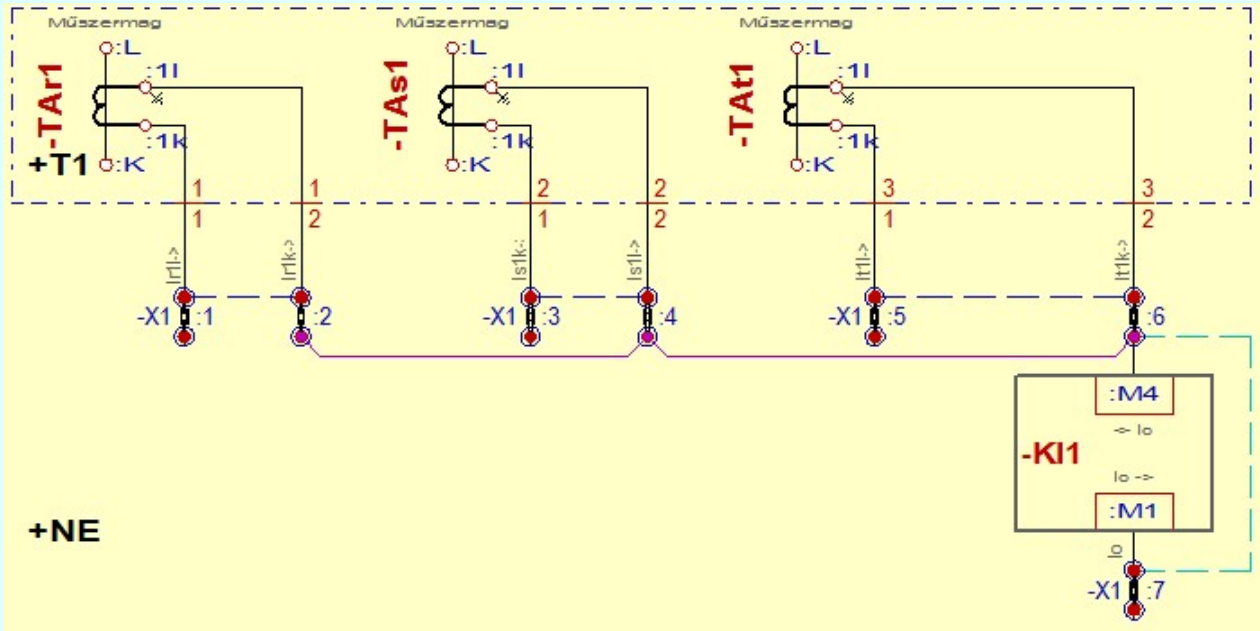 Műszermag Műszermag Műszermag
:L :L :L
:1l :1l :1l
-TAr1 -TAs1 -TAt1
:1k :1k :1k
+T1 :K :K :K
1 1 2 2 3 3
1 2 1 2 1 2
Ir1l-> Ir1k-> Is1k-: Is1l-> It1l-> It1k->
-X1 :1 :2 -X1 :3 :4 -X1 :5 :6
:M4
<- Io
-KI1
Io ->
:M1
+NE
Io
-X1 :7